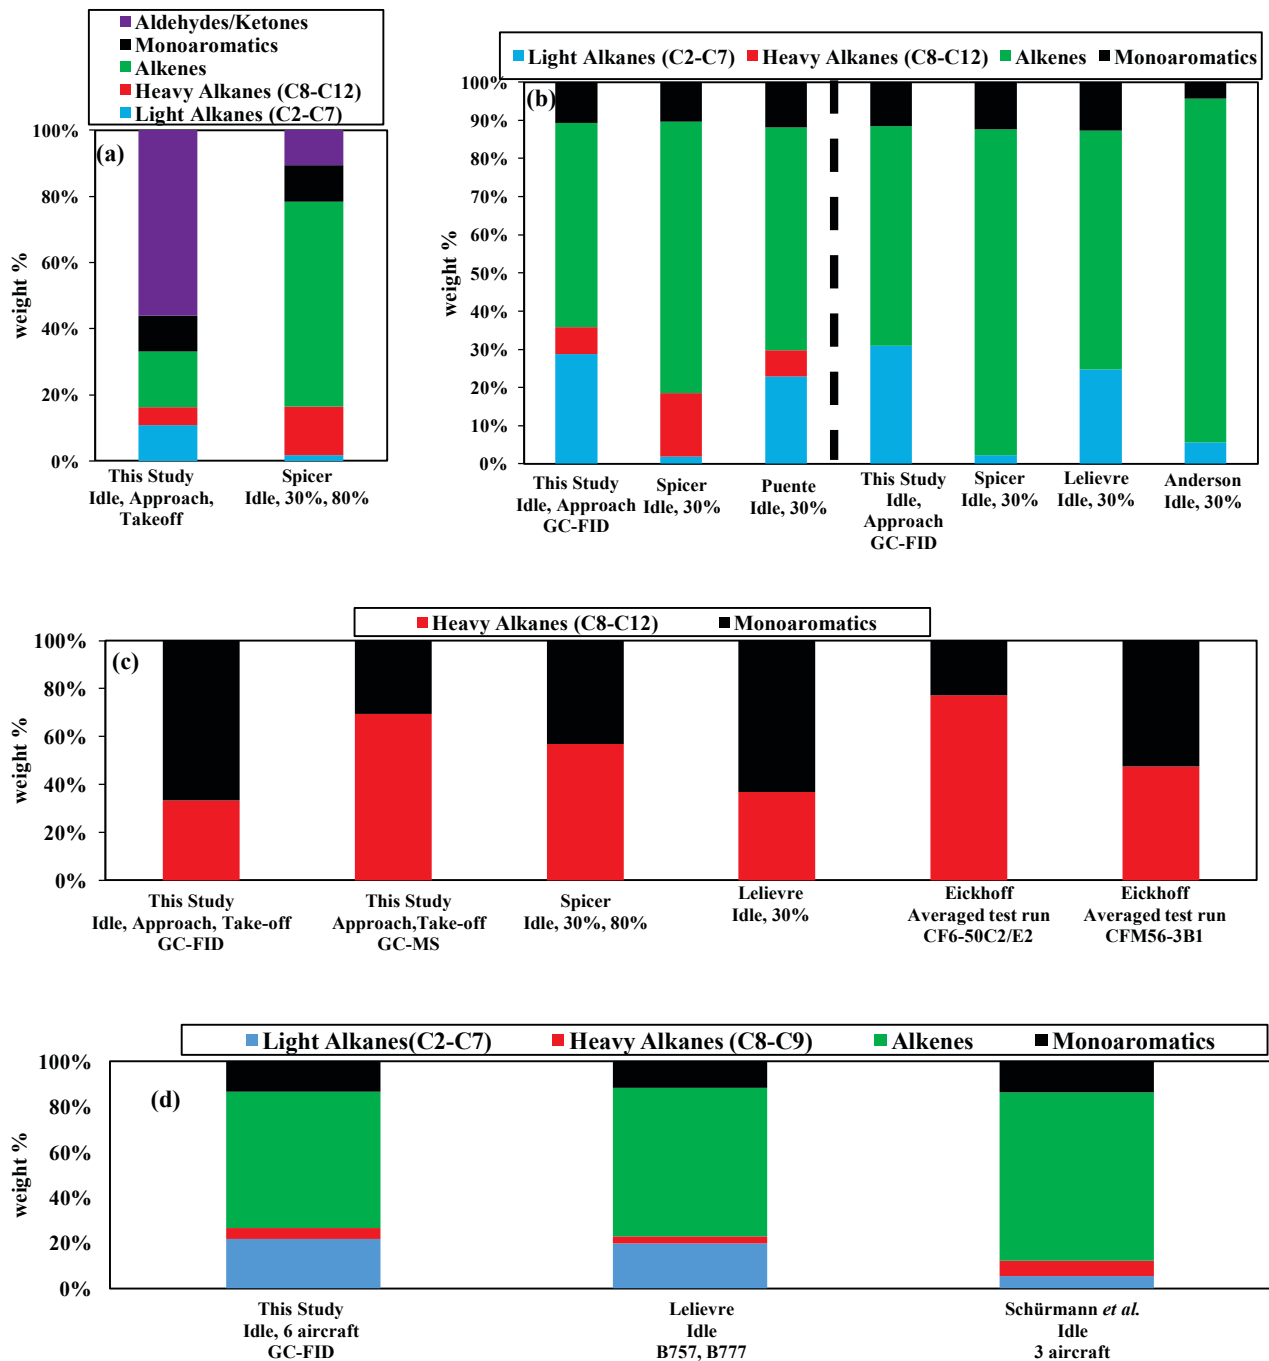 Aldehydes/Ketones
Monoaromatics
Alkenes
Heavy Alkanes (C8-C12)
Light Alkanes (C2-C7)
(a)
100%
80%
60%
40%
20%
0%
weight %
This Study
Idle, Approach,
Takeoff
Spicer
Idle, 30%, 80%
Light Alkanes (C2-C7) Heavy Alkanes (C8-C12) Alkenes Monoaromatics
(b)
100%
90%
80%
70%
60%
50%
40%
30%
20%
10%
0%
weight %
This Study
Idle, Approach
GC-FID
Spicer
Idle, 30%
Puente
Idle, 30%
This Study
Idle,
Approach
GC-FID
Spicer
Idle, 30%
Lelievre
Idle, 30%
Anderson
Idle, 30%
Heavy Alkanes (C8-C12) Monoaromatics
(c)
100%
80%
60%
40%
20%
0%
weight %
This Study
Idle, Approach, Take-off
GC-FID
This Study
Approach,Take-off
GC-MS
Spicer
Idle, 30%, 80%
Lelievre
Idle, 30%
Eickhoff
Averaged test run
CF6-50C2/E2
Eickhoff
Averaged test run
CFM56-3B1
Light Alkanes(C2-C7) Heavy Alkanes (C8-C9) Alkenes Monoaromatics
(d)
100%
80%
60%
40%
20%
0%
weight %
This Study
Idle, 6 aircraft
GC-FID
Lelievre
Idle
B757, B777
Schürmann et al.
Idle
3 aircraft